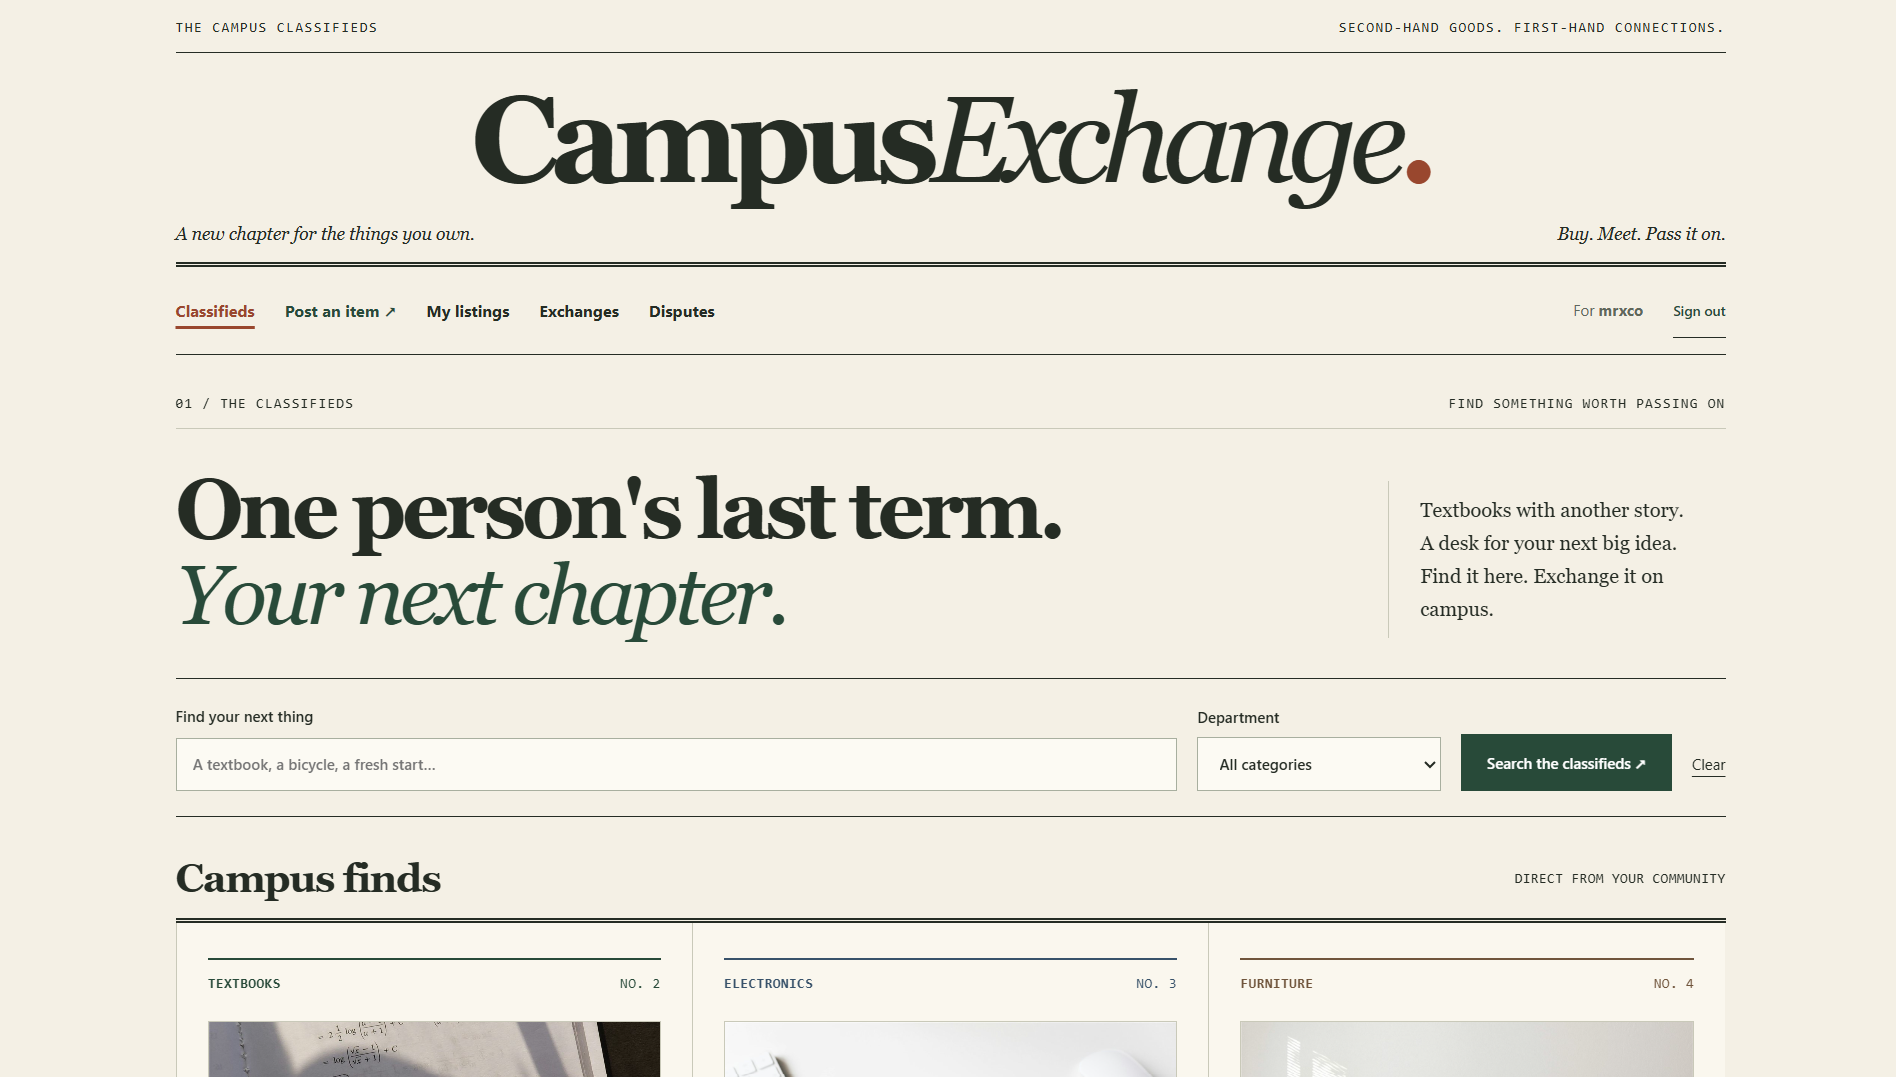 THE CAMPUS CLASSIFIEDS
SECOND-HAND GOODS. FIRST-HAND CONNECTIONS.
CampusExchange.
A new chapter for the things you own.
Buy. Meet. Pass it on.
Classifieds
Post an item ↗
My listings
Exchanges
Disputes
For mrxco
Sign out
01 / THE CLASSIFIEDS
FIND SOMETHING WORTH PASSING ON
One person's last term.
Your next chapter.
Textbooks with another story.
A desk for your next big idea.
Find it here. Exchange it on
campus.
Find your next thing
Department
A textbook, a bicycle, a fresh start...
All categories
Search the classifieds ↗
Clear
Campus finds
DIRECT FROM YOUR COMMUNITY
TEXTBOOKS
NO. 2
ELECTRONICS
NO. 3
FURNITURE
NO. 4